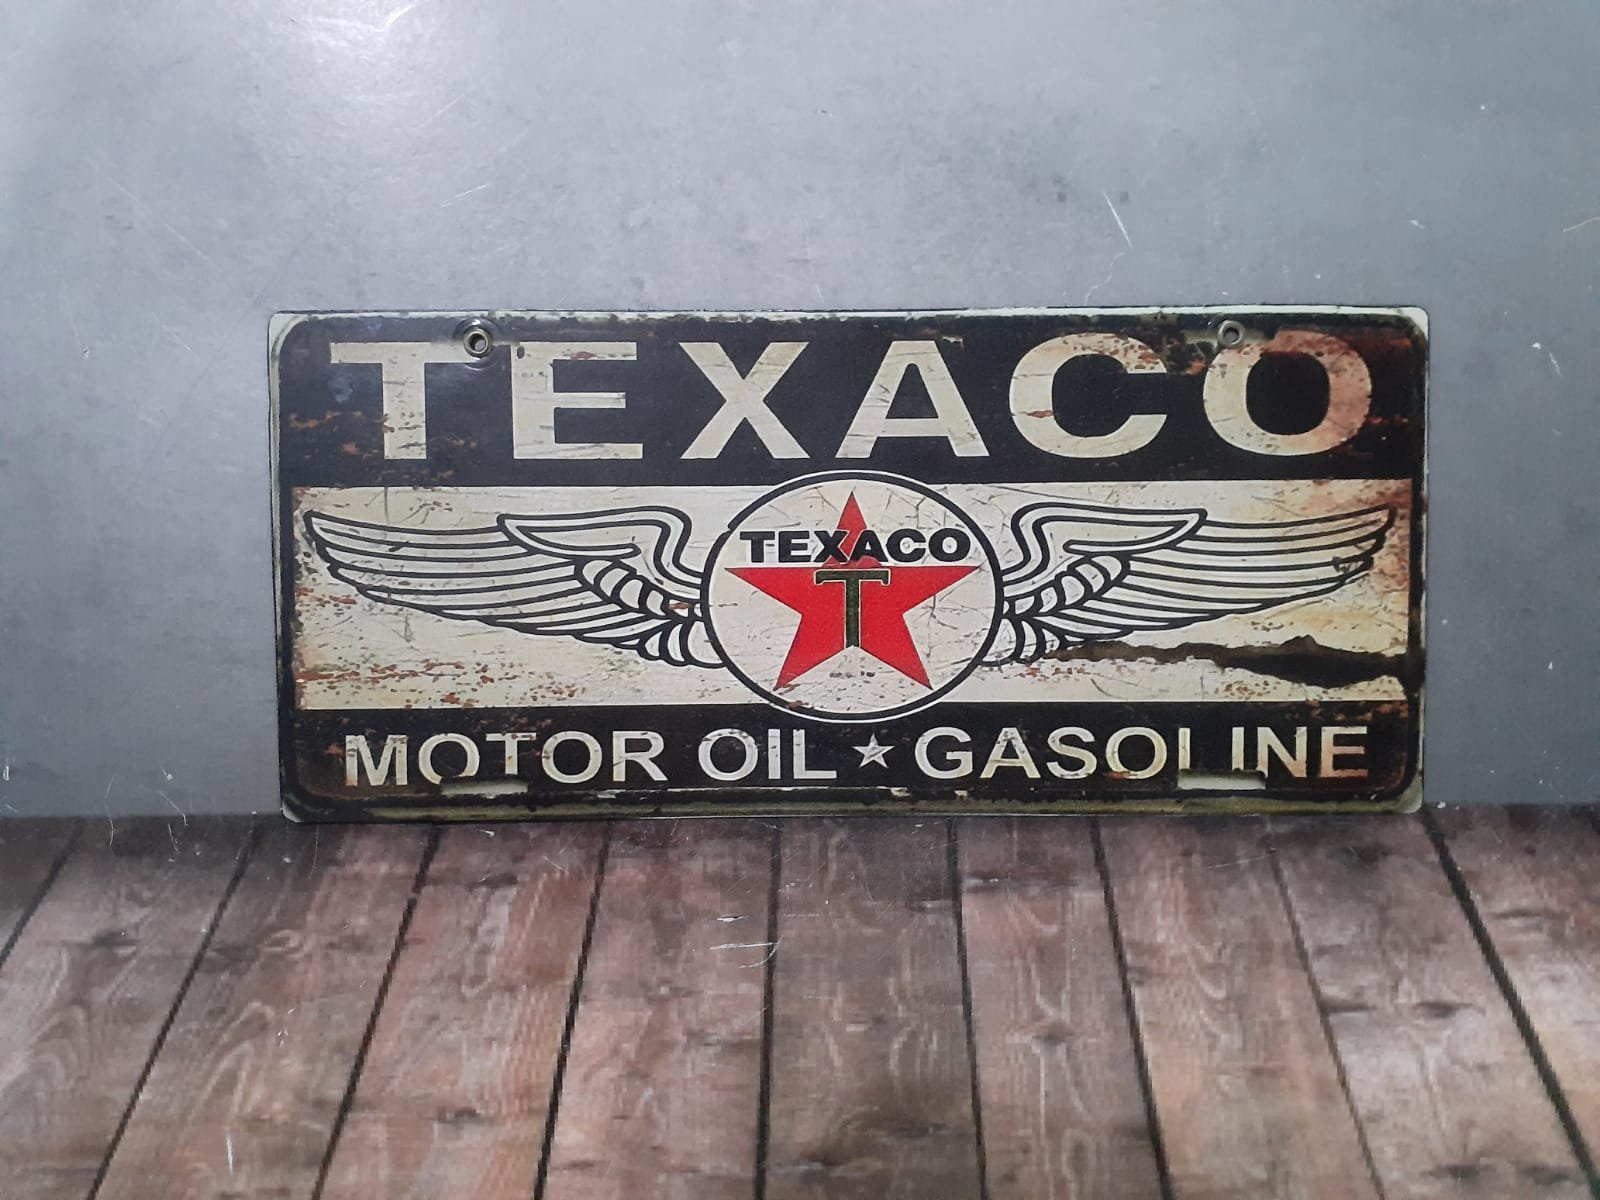 TEXACO
TEXACO
T
MOTOR OIL ★ GASOLINE